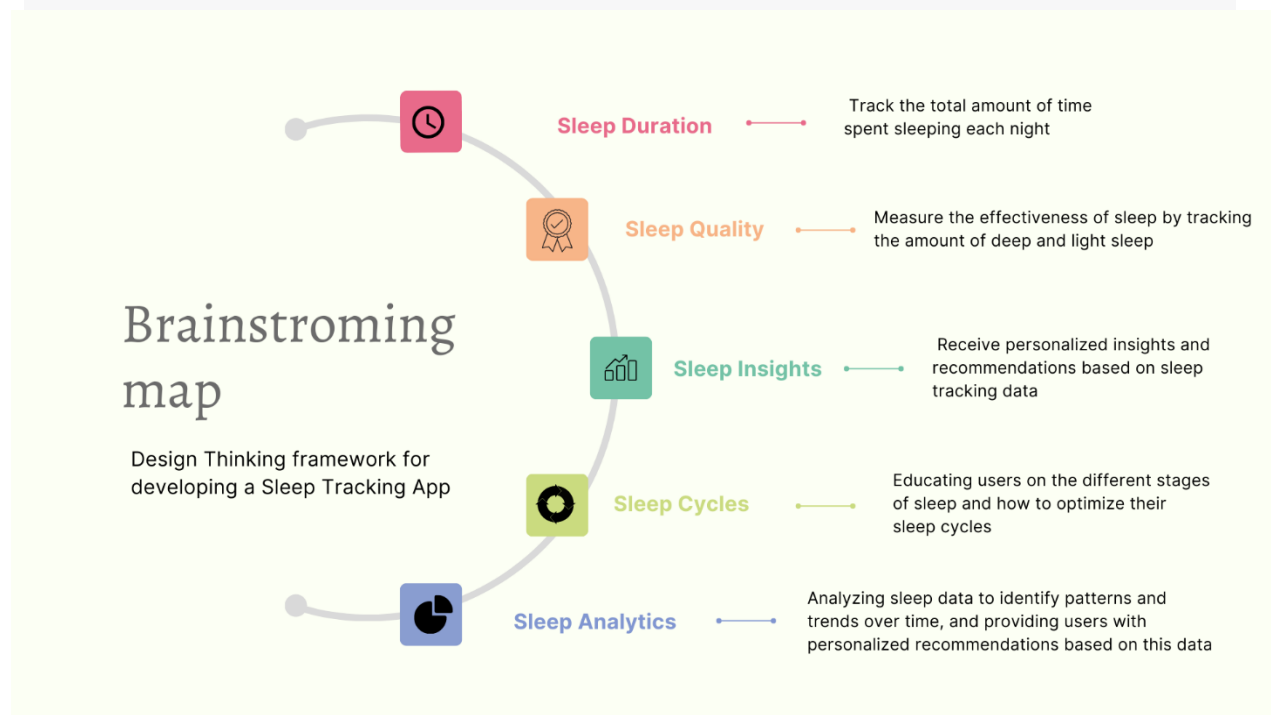 Brainstroming
map
Design Thinking framework for
developing a Sleep Tracking App
Sleep Duration
Track the total amount of time
spent sleeping each night
Sleep Quality
Measure the effectiveness of sleep by tracking
the amount of deep and light sleep
Sleep Insights
Receive personalized insights and
recommendations based on sleep
tracking data
Sleep Cycles
Educating users on the different stages
of sleep and how to optimize their
sleep cycles
Sleep Analytics
Analyzing sleep data to identify patterns and
trends over time, and providing users with
personalized recommendations based on this data